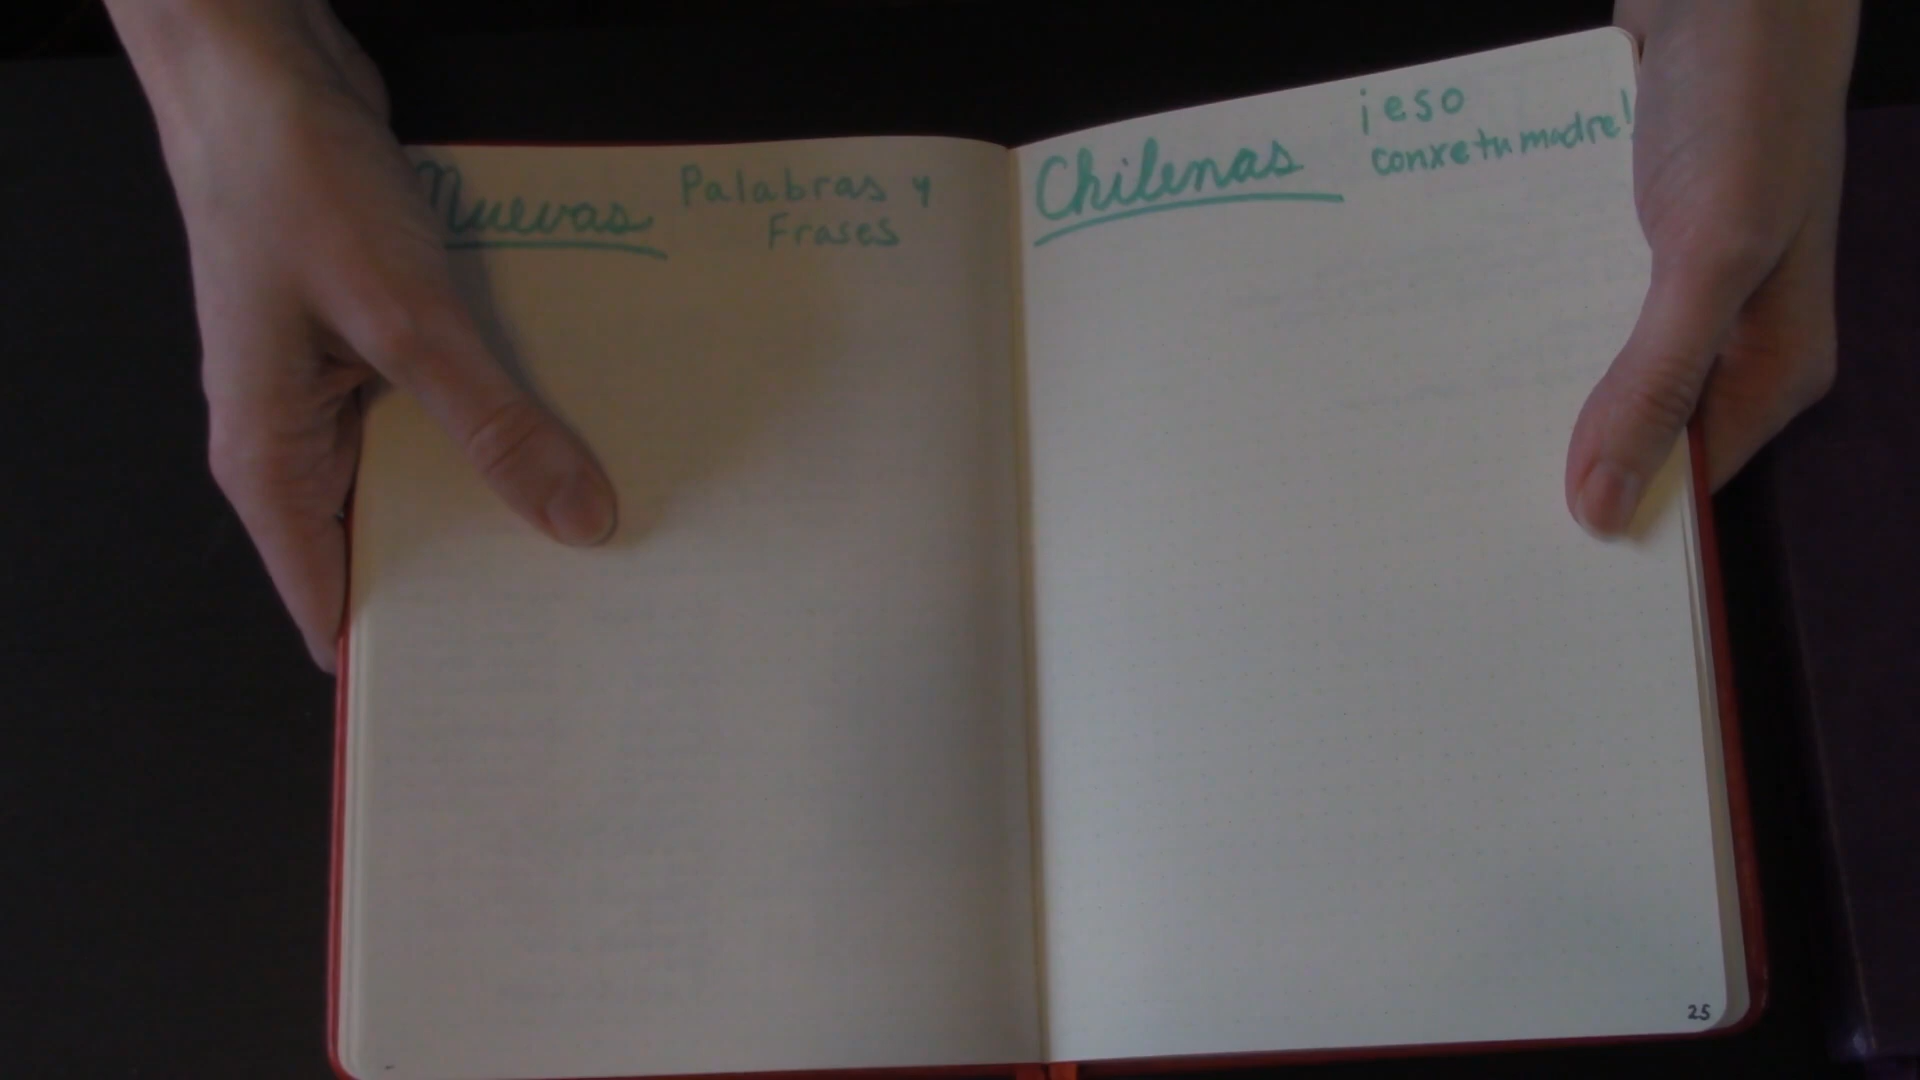 Nuevas
Palabras y
Frases
Chilenas
¡eso
conxetumadre!
25